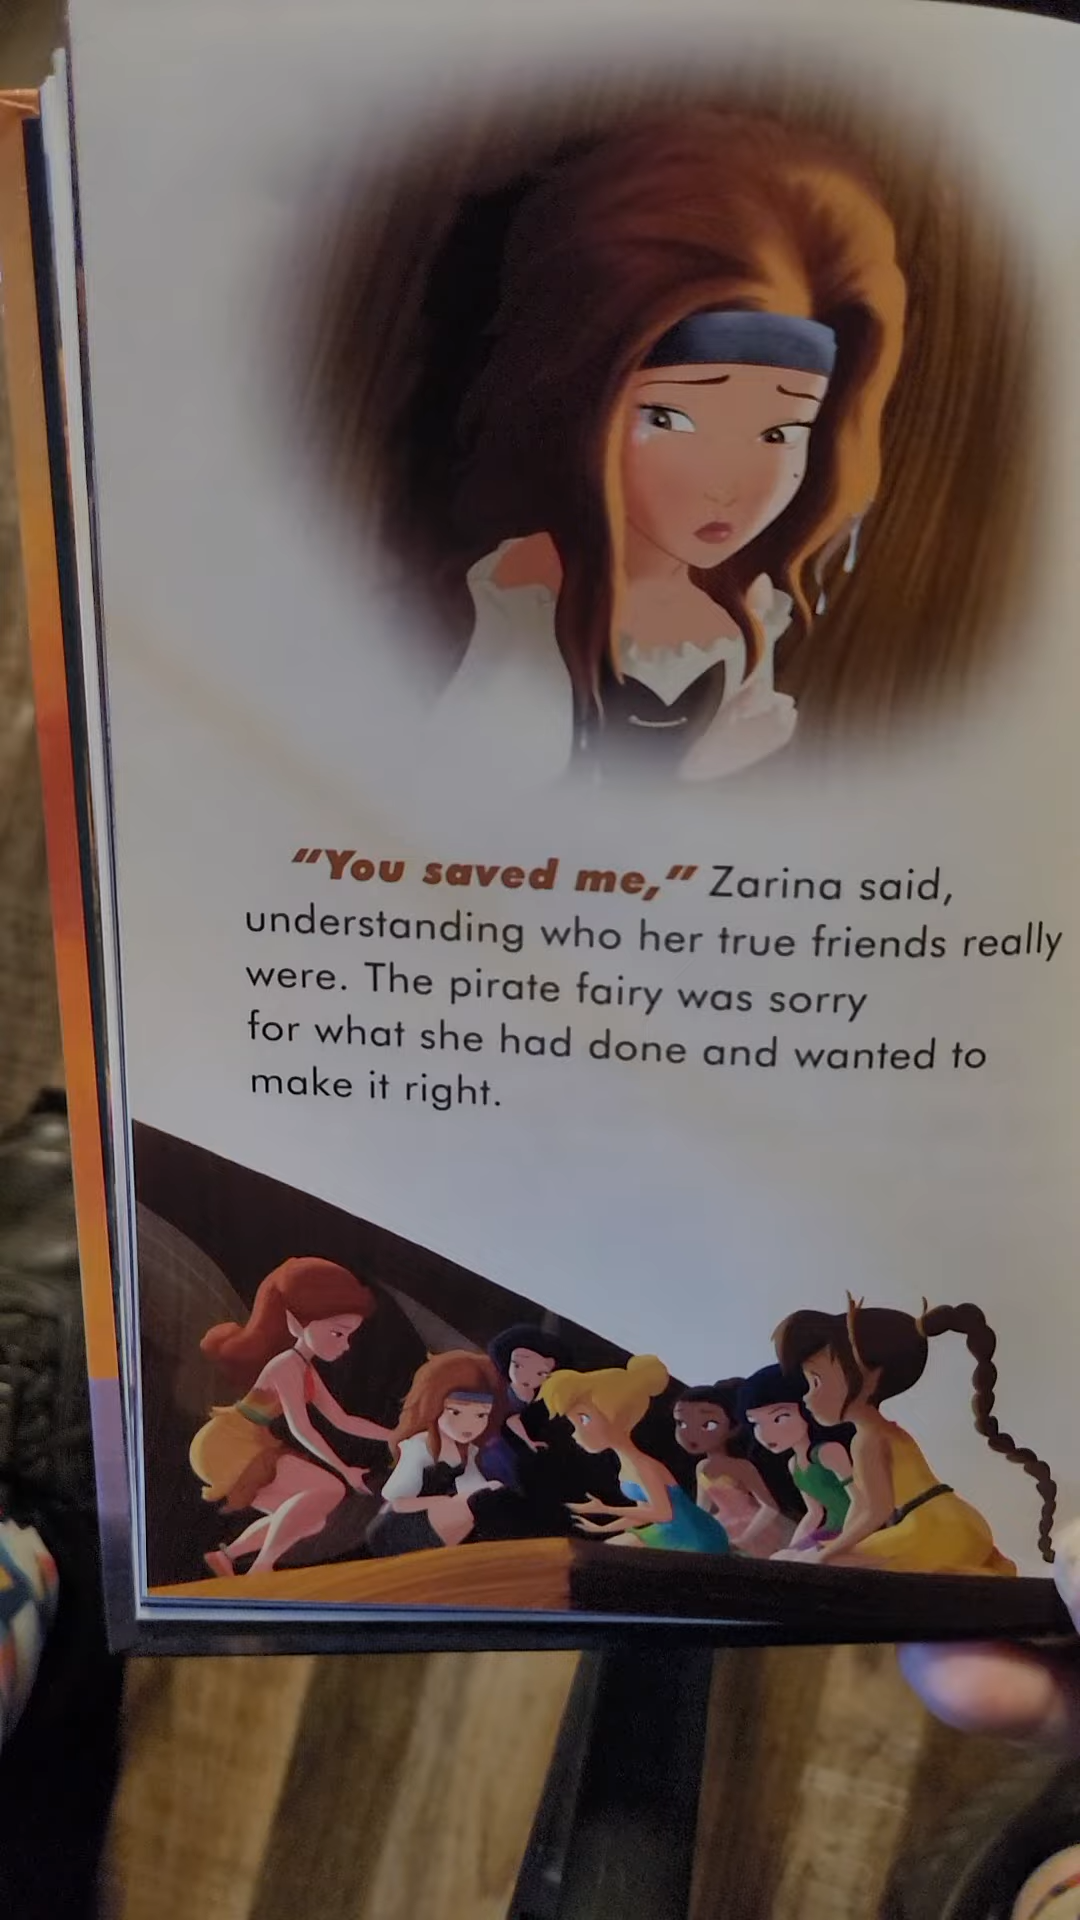 “You saved me,” Zarina said,
understanding who her true friends really
were. The pirate fairy was sorry
for what she had done and wanted to
make it right.